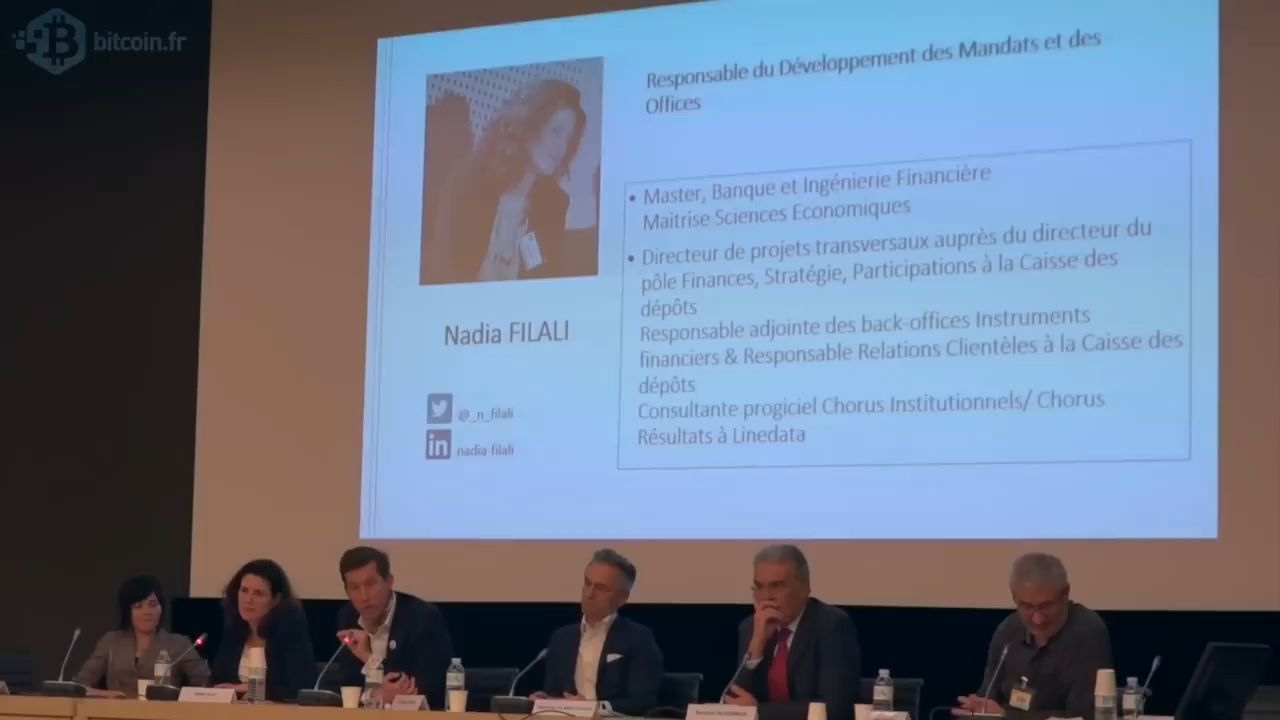 bitcoin.fr
Responsable du Développement des Mandats et des
Offices
• Master, Banque et Ingénierie Financière
Maitrise Sciences Economiques
• Directeur de projets transversaux auprès du directeur du
pôle Finances, Stratégie, Participations à la Caisse des
dépôts
Responsable adjointe des back-offices Instruments
financiers & Responsable Relations Clientèles à la Caisse des
dépôts
Consultante progiciel Chorus Institutionnels/ Chorus
Résultats à Linedata
Nadia FILALI
@_n_filali
in nadia-filali